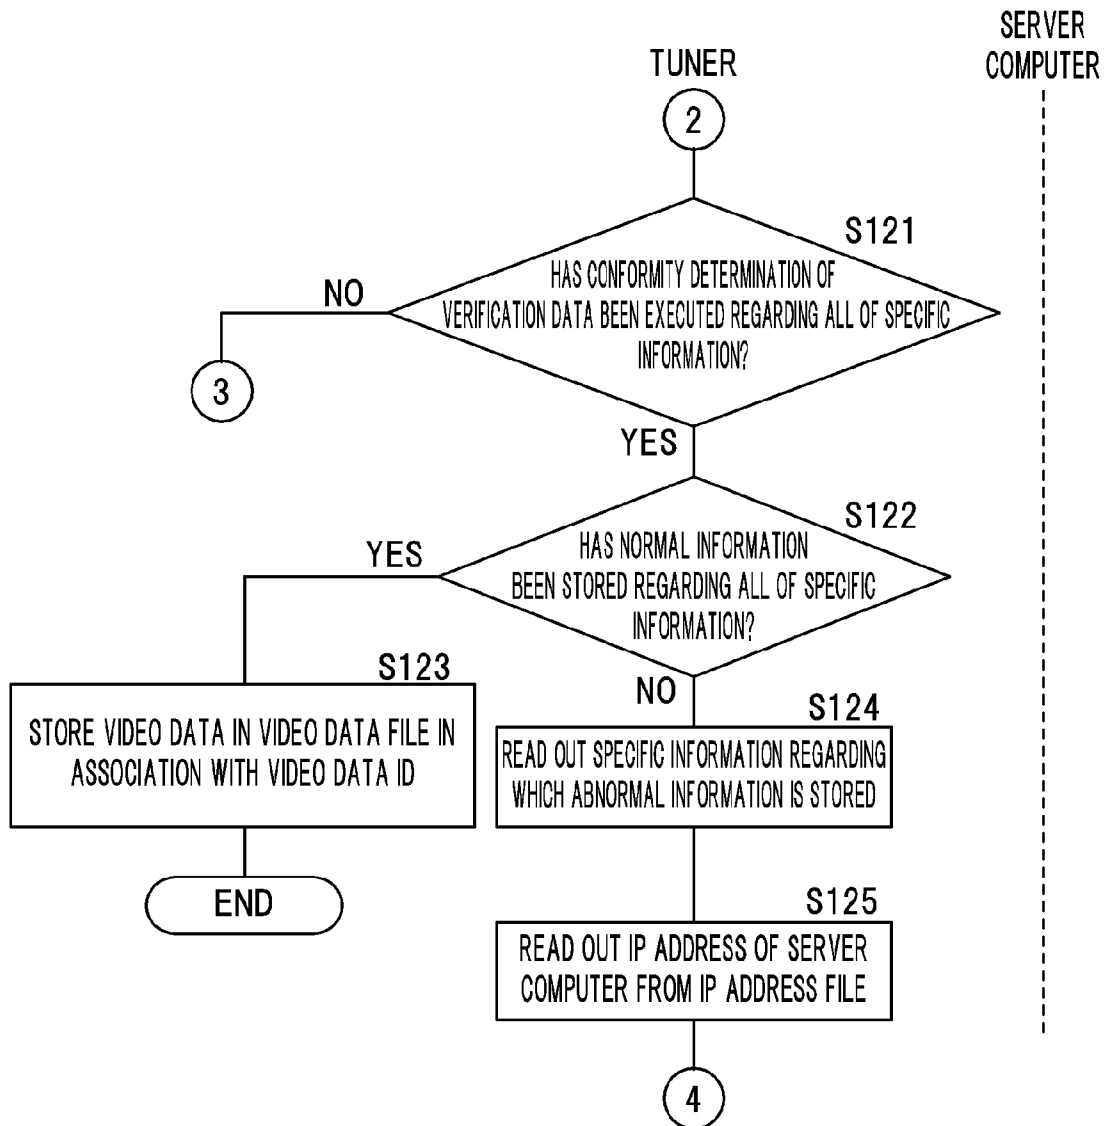 SERVER
COMPUTER
TUNER
2
S121
HAS CONFORMITY DETERMINATION OF
VERIFICATION DATA BEEN EXECUTED REGARDING ALL OF SPECIFIC
INFORMATION?
NO
3
YES
S122
HAS NORMAL INFORMATION
BEEN STORED REGARDING ALL OF SPECIFIC
INFORMATION?
YES
S123
STORE VIDEO DATA IN VIDEO DATA FILE IN
ASSOCIATION WITH VIDEO DATA ID
END
NO
S124
READ OUT SPECIFIC INFORMATION REGARDING
WHICH ABNORMAL INFORMATION IS STORED
S125
READ OUT IP ADDRESS OF SERVER
COMPUTER FROM IP ADDRESS FILE
4